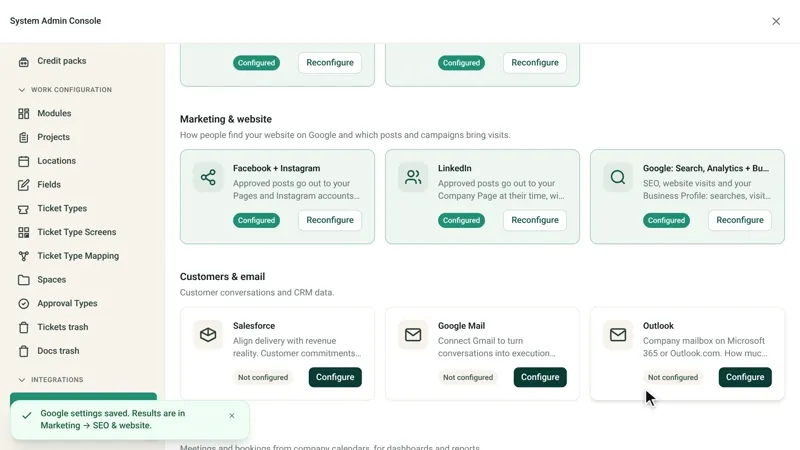 System Admin Console
Credit packs
WORK CONFIGURATION
Modules
Projects
Locations
Fields
Ticket Types
Ticket Type Screens
Ticket Type Mapping
Spaces
Approval Types
Tickets trash
Docs trash
INTEGRATIONS
Google settings saved. Results are in
Marketing → SEO & website.
Configured
Reconfigure
Configured
Reconfigure
Marketing & website
How people find your website on Google and which posts and campaigns bring visits.
Facebook + Instagram
Approved posts go out to your
Pages and Instagram accounts...
Configured
Reconfigure
LinkedIn
Approved posts go out to your
Company Page at their time, wi...
Configured
Reconfigure
Google: Search, Analytics + Bu...
SEO, website visits and your
Business Profile: searches, visit...
Configured
Reconfigure
Customers & email
Customer conversations and CRM data.
Salesforce
Align delivery with revenue
reality. Customer commitments...
Not configured
Configure
Google Mail
Connect Gmail to turn
conversations into execution...
Not configured
Configure
Outlook
Company mailbox on Microsoft
365 or Outlook.com. How much...
Not configured
Configure
Meetings and bookings from company calendars, for dashboards and reports.